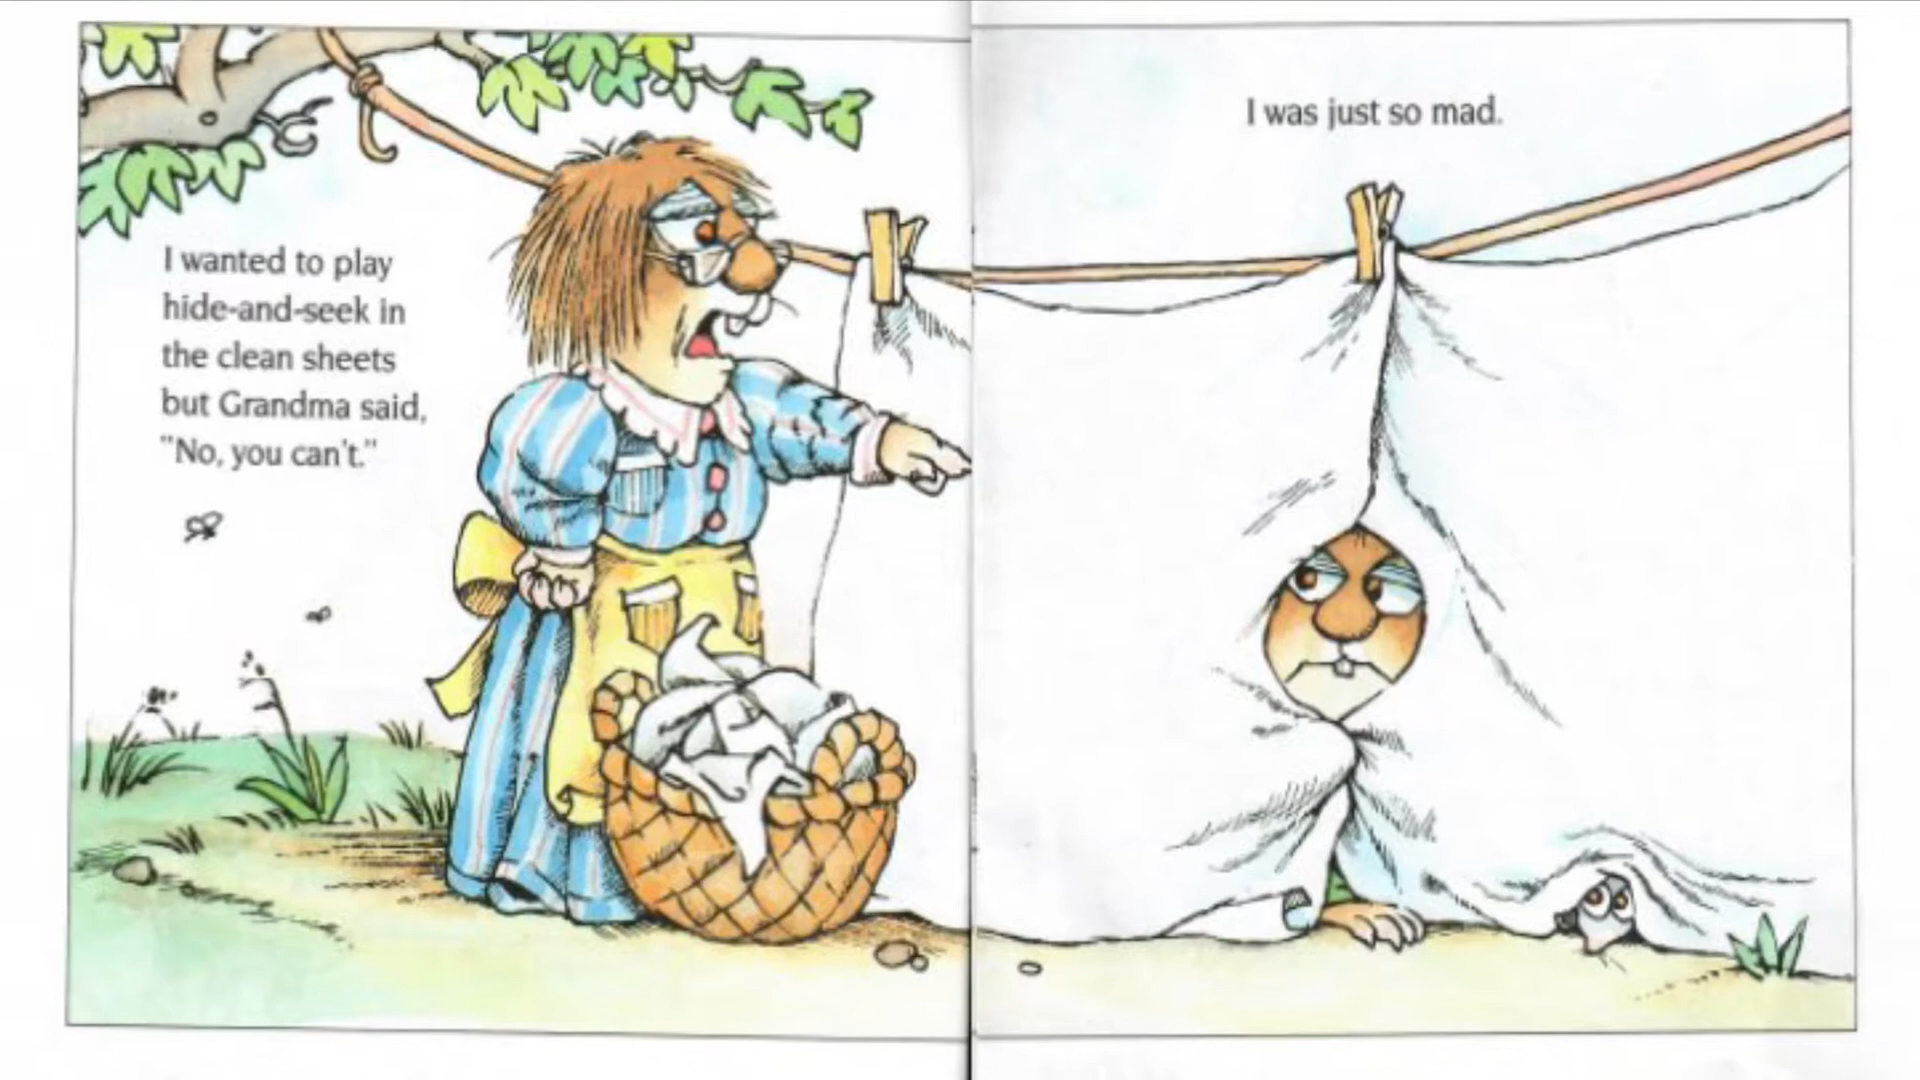 I wanted to play
hide-and-seek in
the clean sheets
but Grandma said,
"No, you can't."
I was just so mad.